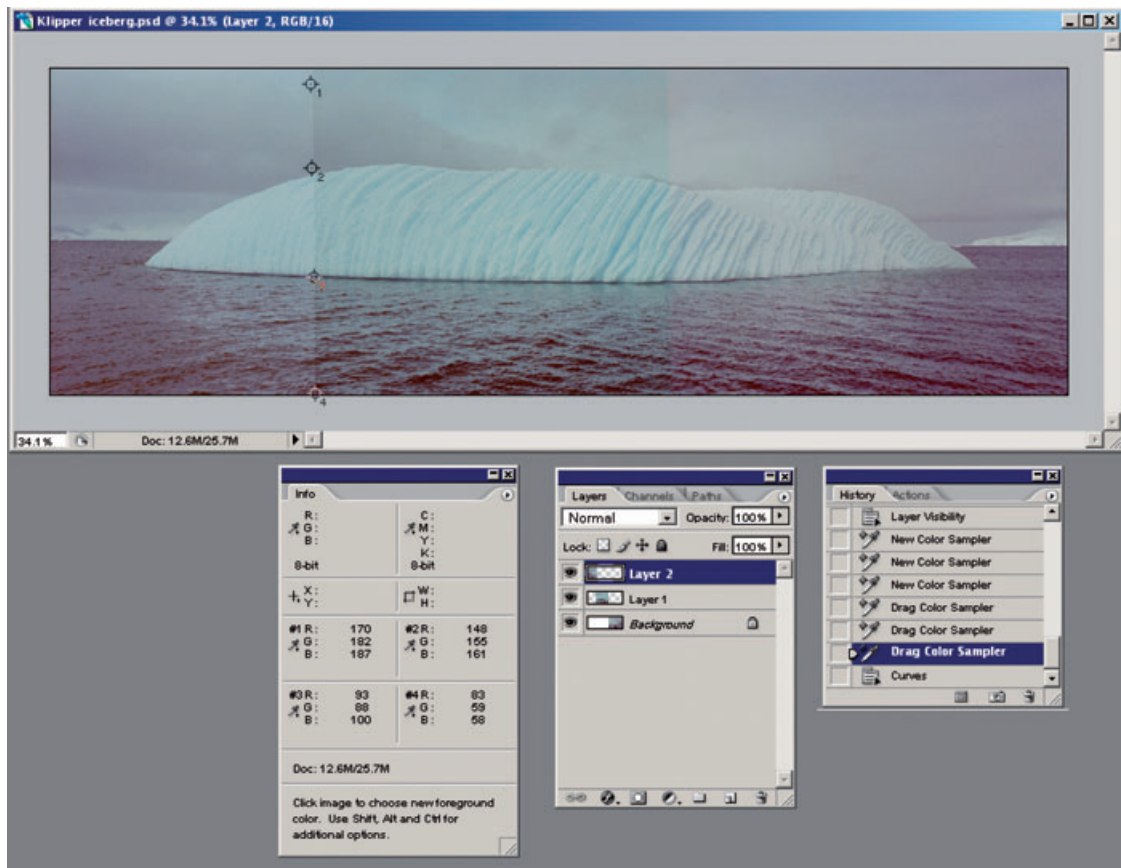 Klipper iceberg.psd @ 34.1% (Layer 2, RGB/16)
1
2
3
4
34.1%
Doc: 12.6M/25.7M
Info
R:
G:
B:
8-bit
C:
M:
Y:
K:
8-bit
X:
Y:
W:
H:
#1 R: 170
G: 182
B: 187
#2 R: 148
G: 155
B: 161
#3 R: 93
G: 88
B: 100
#4 R: 83
G: 59
B: 58
Doc: 12.6M/25.7M
Click image to choose new foreground
color. Use Shift, Alt and Ctrl for
additional options.
Layers Channels Paths
Normal Opacity: 100%
Lock: Fill: 100%
Layer 2
Layer 1
Background
History Actions
Layer Visibility
New Color Sampler
New Color Sampler
New Color Sampler
Drag Color Sampler
Drag Color Sampler
Drag Color Sampler
Curves